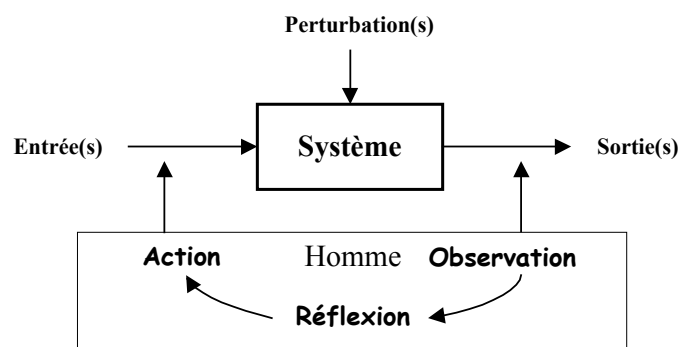 Perturbation(s)
Entrée(s)
Système
Sortie(s)
Action
Homme
Observation
Réflexion